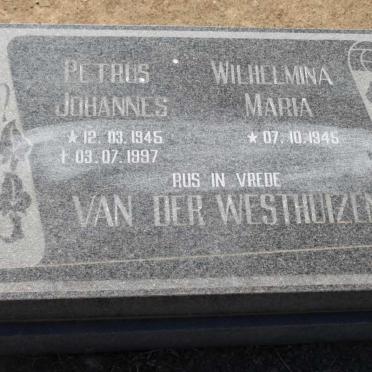 PETRUS JOHANNES
★ 12.03.1945
✝ 03.07.1997
WILHELMINA MARIA
★ 07.10.1945
RUS IN VREDE
VAN DER WESTHUIZEN